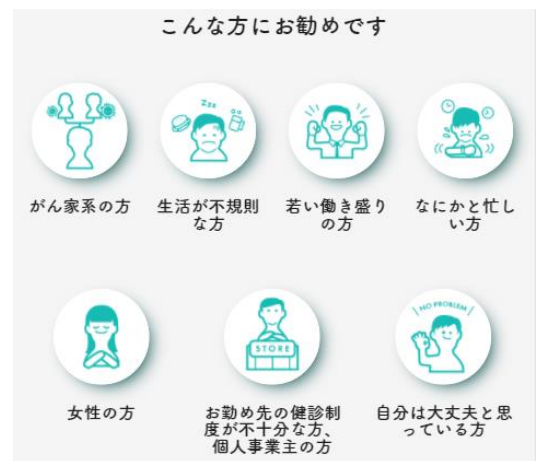 こんな方にお勧めです
Zzz
がん家系の方
生活が不規則
な方
若い働き盛り
の方
なにかと忙し
い方
STORE
NO PROBLEM
女性の方
お勤め先の健診制
度が不十分な方、
個人事業主の方
自分は大丈夫と思
っている方